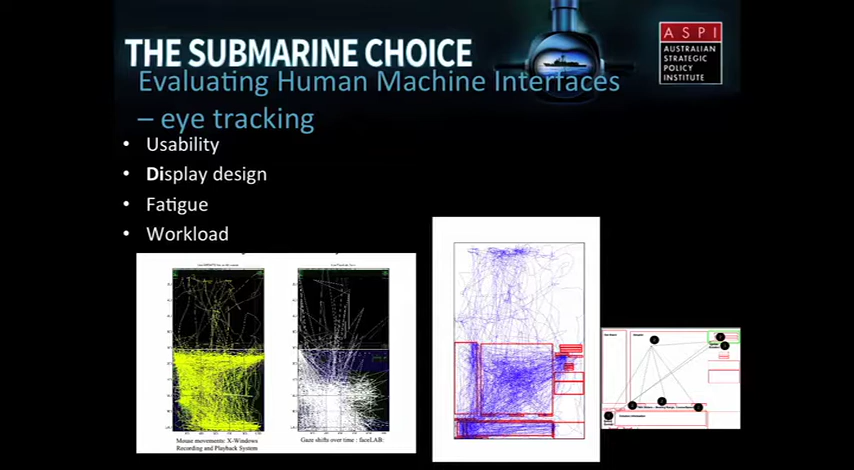 THE SUBMARINE CHOICE
ASPI
AUSTRALIAN
STRATEGIC
POLICY
INSTITUTE
Evaluating Human Machine Interfaces
– eye tracking
• Usability
• Display design
• Fatigue
• Workload
Mouse movements: X-Windows
Recording and Playback System
Gaze shifts over time : faceLAB: